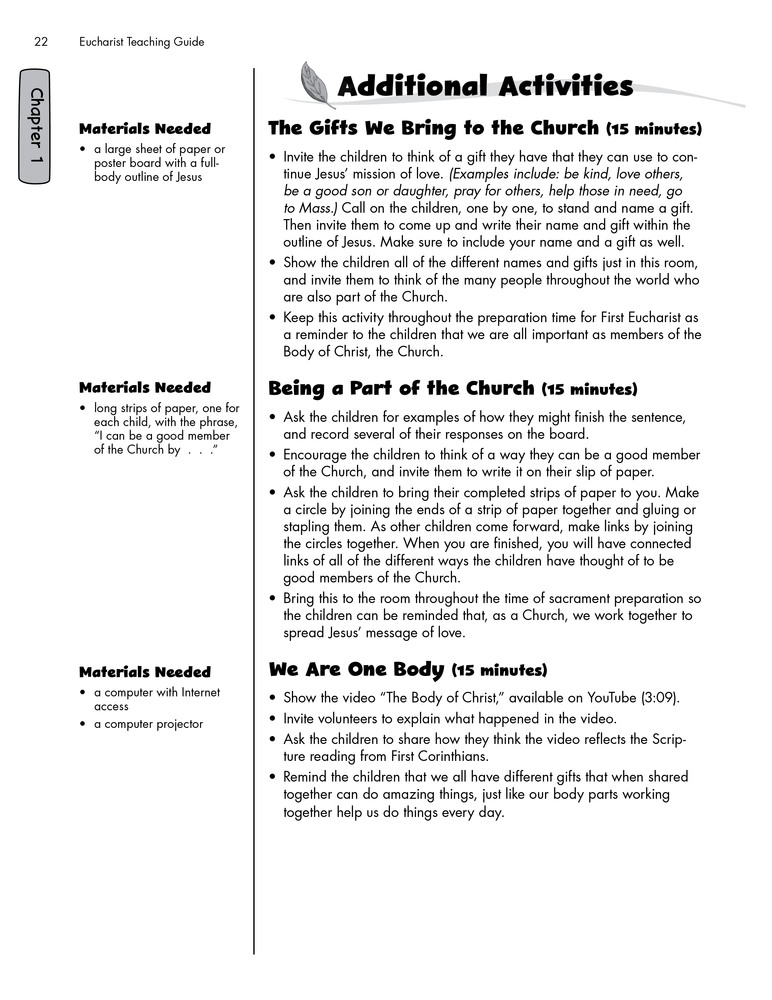 22 Eucharist Teaching Guide
Chapter 1
Additional Activities
Materials Needed
• a large sheet of paper or
poster board with a full-
body outline of Jesus
The Gifts We Bring to the Church (15 minutes)
• Invite the children to think of a gift they have that they can use to con-
tinue Jesus’ mission of love. (Examples include: be kind, love others,
be a good son or daughter, pray for others, help those in need, go
to Mass.) Call on the children, one by one, to stand and name a gift.
Then invite them to come up and write their name and gift within the
outline of Jesus. Make sure to include your name and a gift as well.
• Show the children all of the different names and gifts just in this room,
and invite them to think of the many people throughout the world who
are also part of the Church.
• Keep this activity throughout the preparation time for First Eucharist as
a reminder to the children that we are all important as members of the
Body of Christ, the Church.
Materials Needed
• long strips of paper, one for
each child, with the phrase,
“I can be a good member
of the Church by . . .”
Being a Part of the Church (15 minutes)
• Ask the children for examples of how they might finish the sentence,
and record several of their responses on the board.
• Encourage the children to think of a way they can be a good member
of the Church, and invite them to write it on their slip of paper.
• Ask the children to bring their completed strips of paper to you. Make
a circle by joining the ends of a strip of paper together and gluing or
stapling them. As other children come forward, make links by joining
the circles together. When you are finished, you will have connected
links of all of the different ways the children have thought of to be
good members of the Church.
• Bring this to the room throughout the time of sacrament preparation so
the children can be reminded that, as a Church, we work together to
spread Jesus’ message of love.
Materials Needed
• a computer with Internet
access
• a computer projector
We Are One Body (15 minutes)
• Show the video “The Body of Christ,” available on YouTube (3:09).
• Invite volunteers to explain what happened in the video.
• Ask the children to share how they think the video reflects the Scrip-
ture reading from First Corinthians.
• Remind the children that we all have different gifts that when shared
together can do amazing things, just like our body parts working
together help us do things every day.